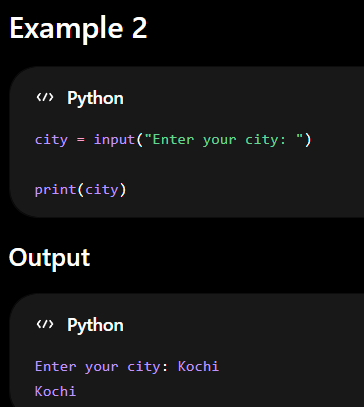 Example 2
</> Python
city = input("Enter your city: ")
print(city)
Output
</> Python
Enter your city: Kochi
Kochi